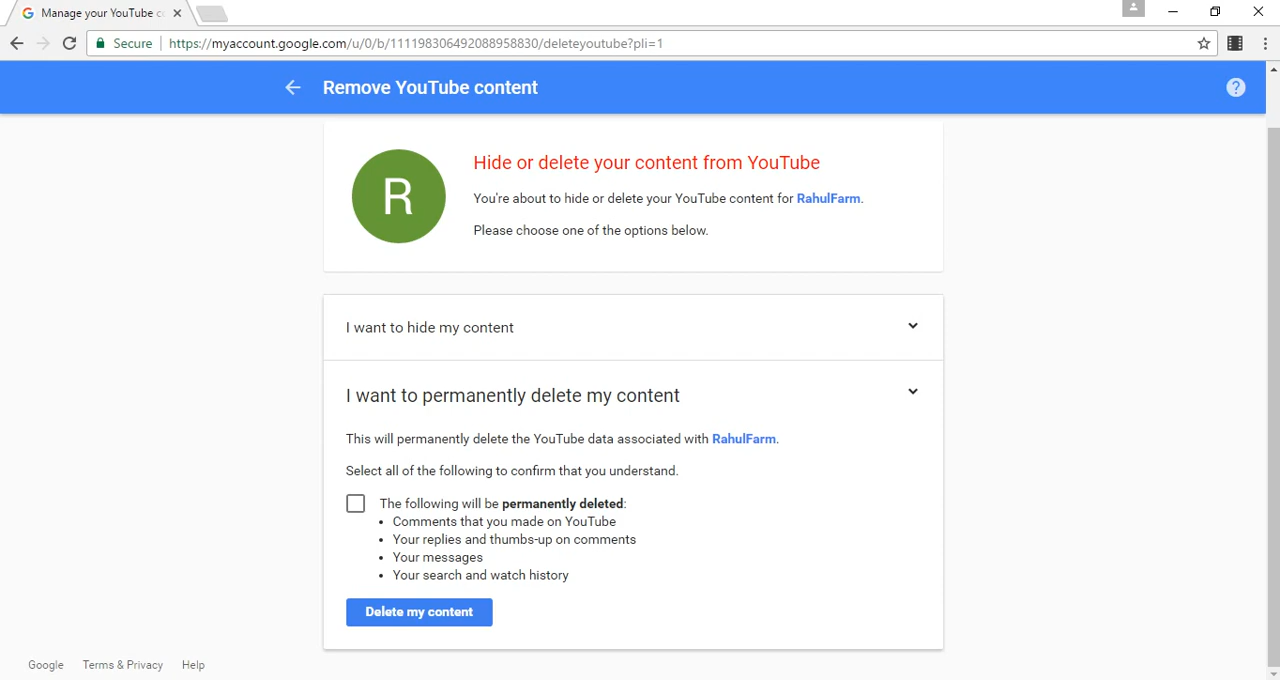 Manage your YouTube co
Secure https://myaccount.google.com/u/0/b/111198306492088958830/deleteyoutube?pli=1
Remove YouTube content
?
R
Hide or delete your content from YouTube
You're about to hide or delete your YouTube content for RahulFarm.
Please choose one of the options below.
I want to hide my content
I want to permanently delete my content
This will permanently delete the YouTube data associated with RahulFarm.
Select all of the following to confirm that you understand.
The following will be permanently deleted:
• Comments that you made on YouTube
• Your replies and thumbs-up on comments
• Your messages
• Your search and watch history
Delete my content
Google Terms & Privacy Help